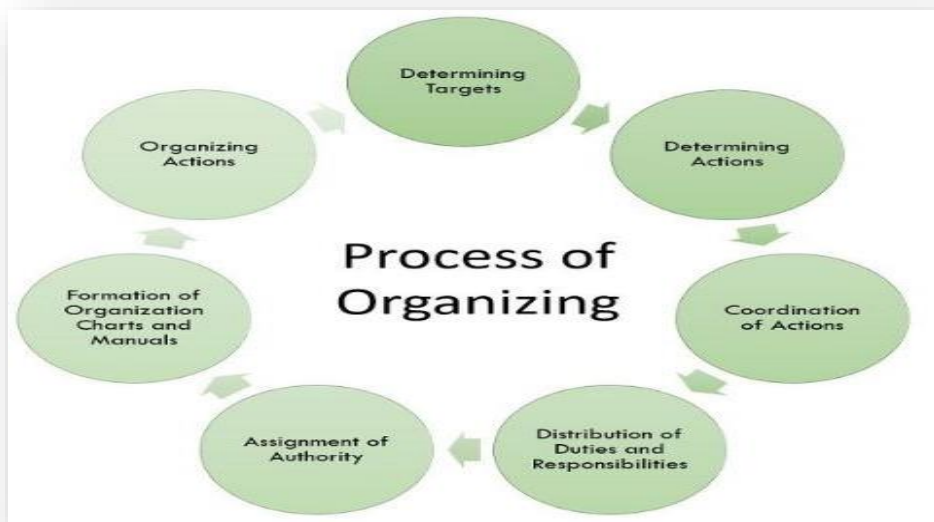 Determining
Targets
Determining
Actions
Coordination
of Actions
Distribution of
Duties and
Responsibilities
Assignment of
Authority
Formation of
Organization
Charts and
Manuals
Organizing
Actions
Process of
Organizing